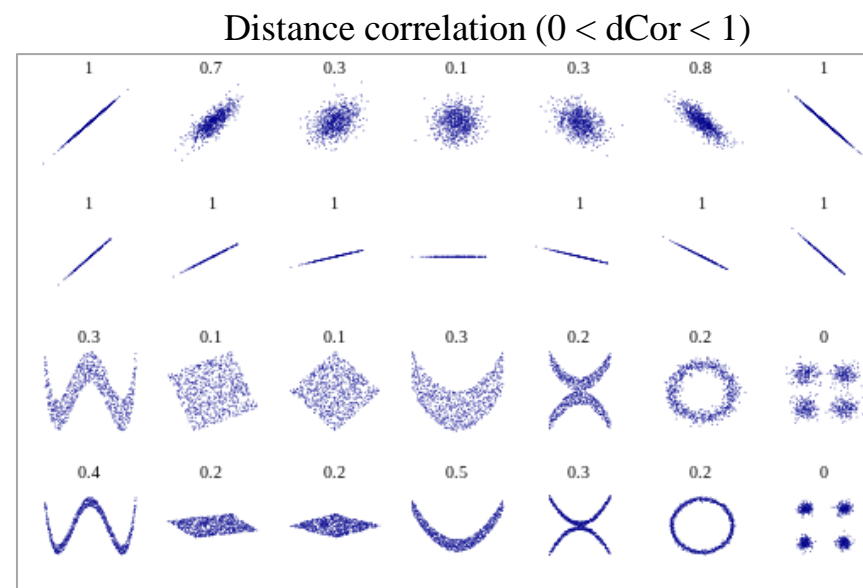 Distance correlation (0 < dCor < 1)
1 0.7 0.3 0.1 0.3 0.8 1
1 1 1 1 1 1
0.3 0.1 0.1 0.3 0.2 0.2 0
0.4 0.2 0.2 0.5 0.3 0.2 0